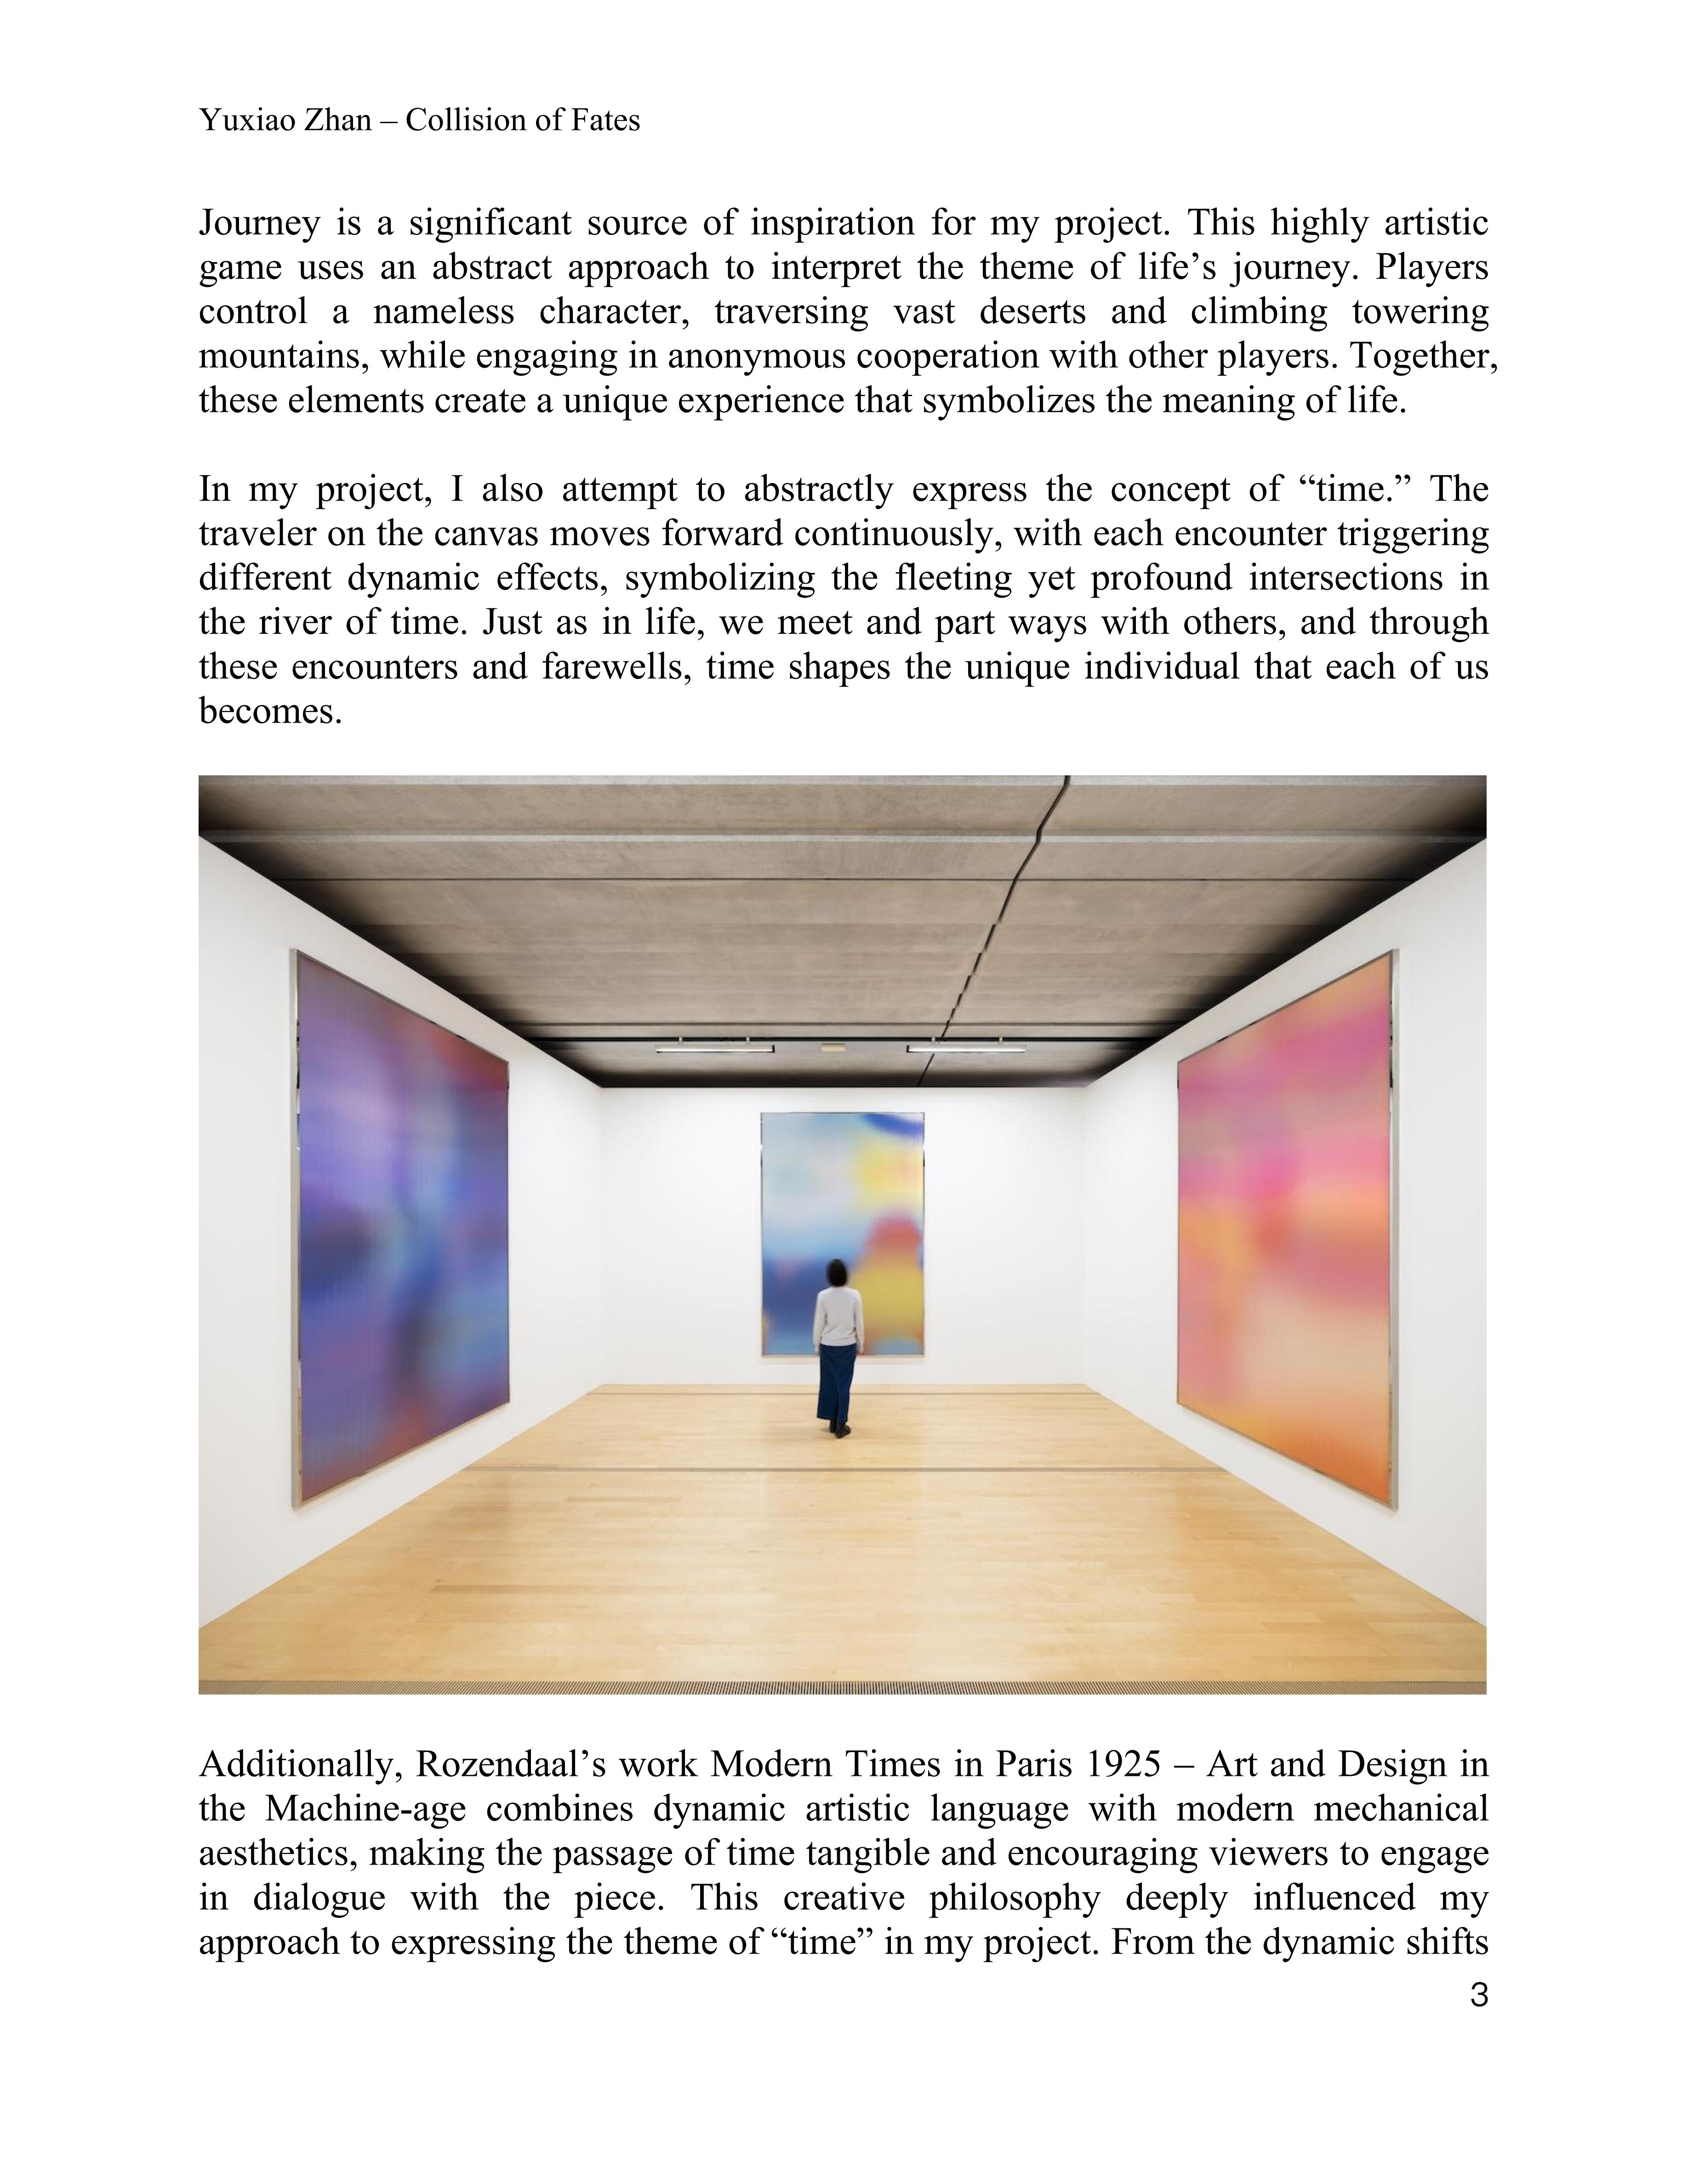 Yuxiao Zhan – Collision of Fates
Journey is a significant source of inspiration for my project. This highly artistic
game uses an abstract approach to interpret the theme of life’s journey. Players
control a nameless character, traversing vast deserts and climbing towering
mountains, while engaging in anonymous cooperation with other players. Together,
these elements create a unique experience that symbolizes the meaning of life.
In my project, I also attempt to abstractly express the concept of “time.” The
traveler on the canvas moves forward continuously, with each encounter triggering
different dynamic effects, symbolizing the fleeting yet profound intersections in
the river of time. Just as in life, we meet and part ways with others, and through
these encounters and farewells, time shapes the unique individual that each of us
becomes.
Additionally, Rozendaal’s work Modern Times in Paris 1925 – Art and Design in
the Machine-age combines dynamic artistic language with modern mechanical
aesthetics, making the passage of time tangible and encouraging viewers to engage
in dialogue with the piece. This creative philosophy deeply influenced my
approach to expressing the theme of “time” in my project. From the dynamic shifts
3